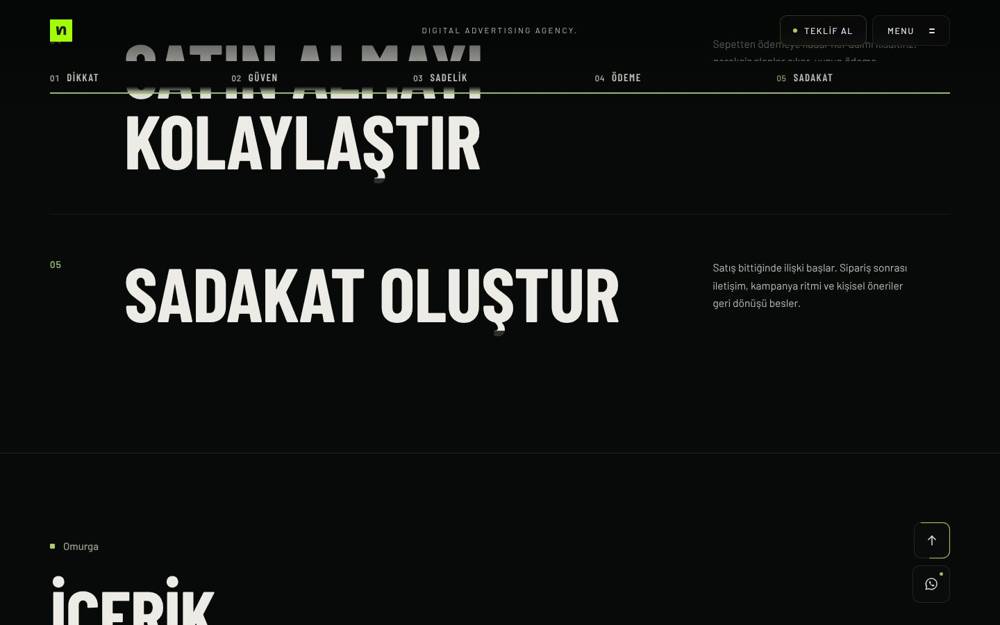 DIGITAL ADVERTISING AGENCY.
TEKLİF AL
MENU
01 DİKKAT
02 GÜVEN
03 SADELİK
04 ÖDEME
05 SADAKAT
SATIN ALMAYI
KOLAYLAŞTIR
05
SADAKAT OLUŞTUR
Satış bittiğinde ilişki başlar. Sipariş sonrası
iletişim, kampanya ritmi ve kişisel öneriler
geri dönüşü besler.
Omurga
İÇERİK